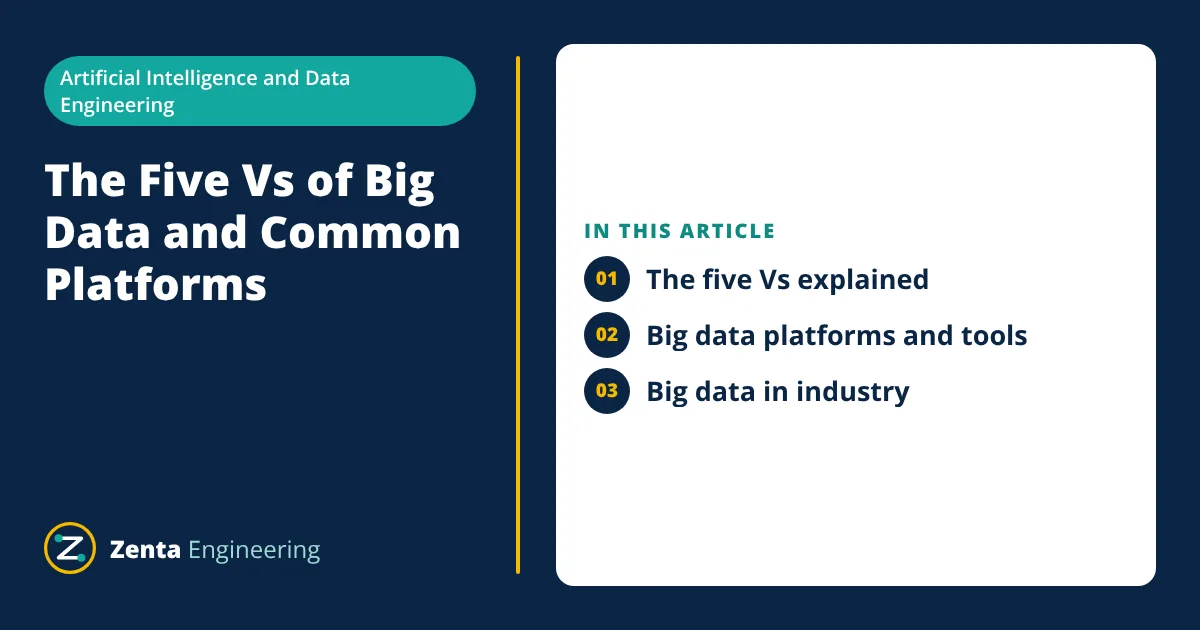 Artificial Intelligence and Data
Engineering
The Five Vs of Big
Data and Common
Platforms
Zenta Engineering
IN THIS ARTICLE
01 The five Vs explained
02 Big data platforms and tools
03 Big data in industry